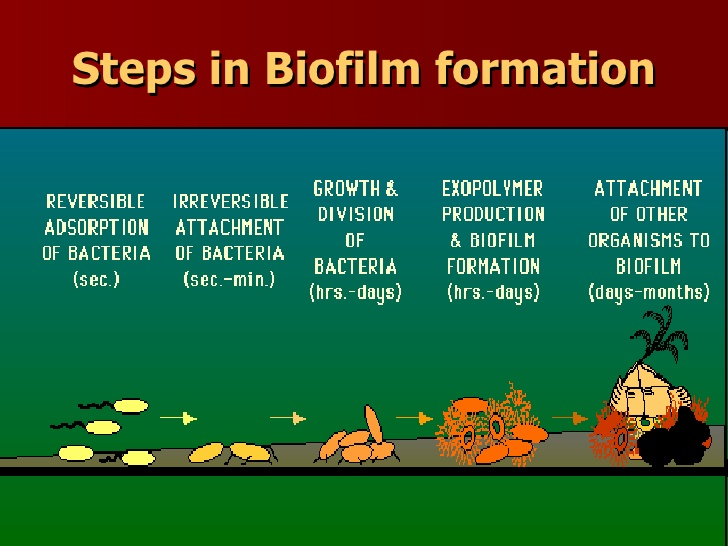 Steps in Biofilm formation
REVERSIBLE
ADSORPTION
OF BACTERIA
(sec.)
IRREVERSIBLE
ATTACHMENT
OF BACTERIA
(sec.-min.)
GROWTH &
DIVISION
OF
BACTERIA
(hrs.-days)
EXOPOLYMER
PRODUCTION
& BIOFILM
FORMATION
(hrs.-days)
ATTACHMENT
OF OTHER
ORGANISMS TO
BIOFILM
(days-months)